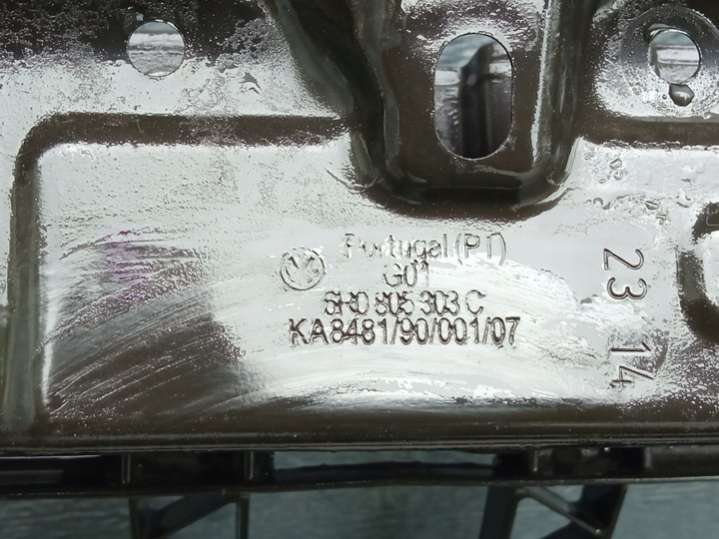 Portugal (PT)
G01
5H0 805 303 C
KA8481/90/001/07
23 14